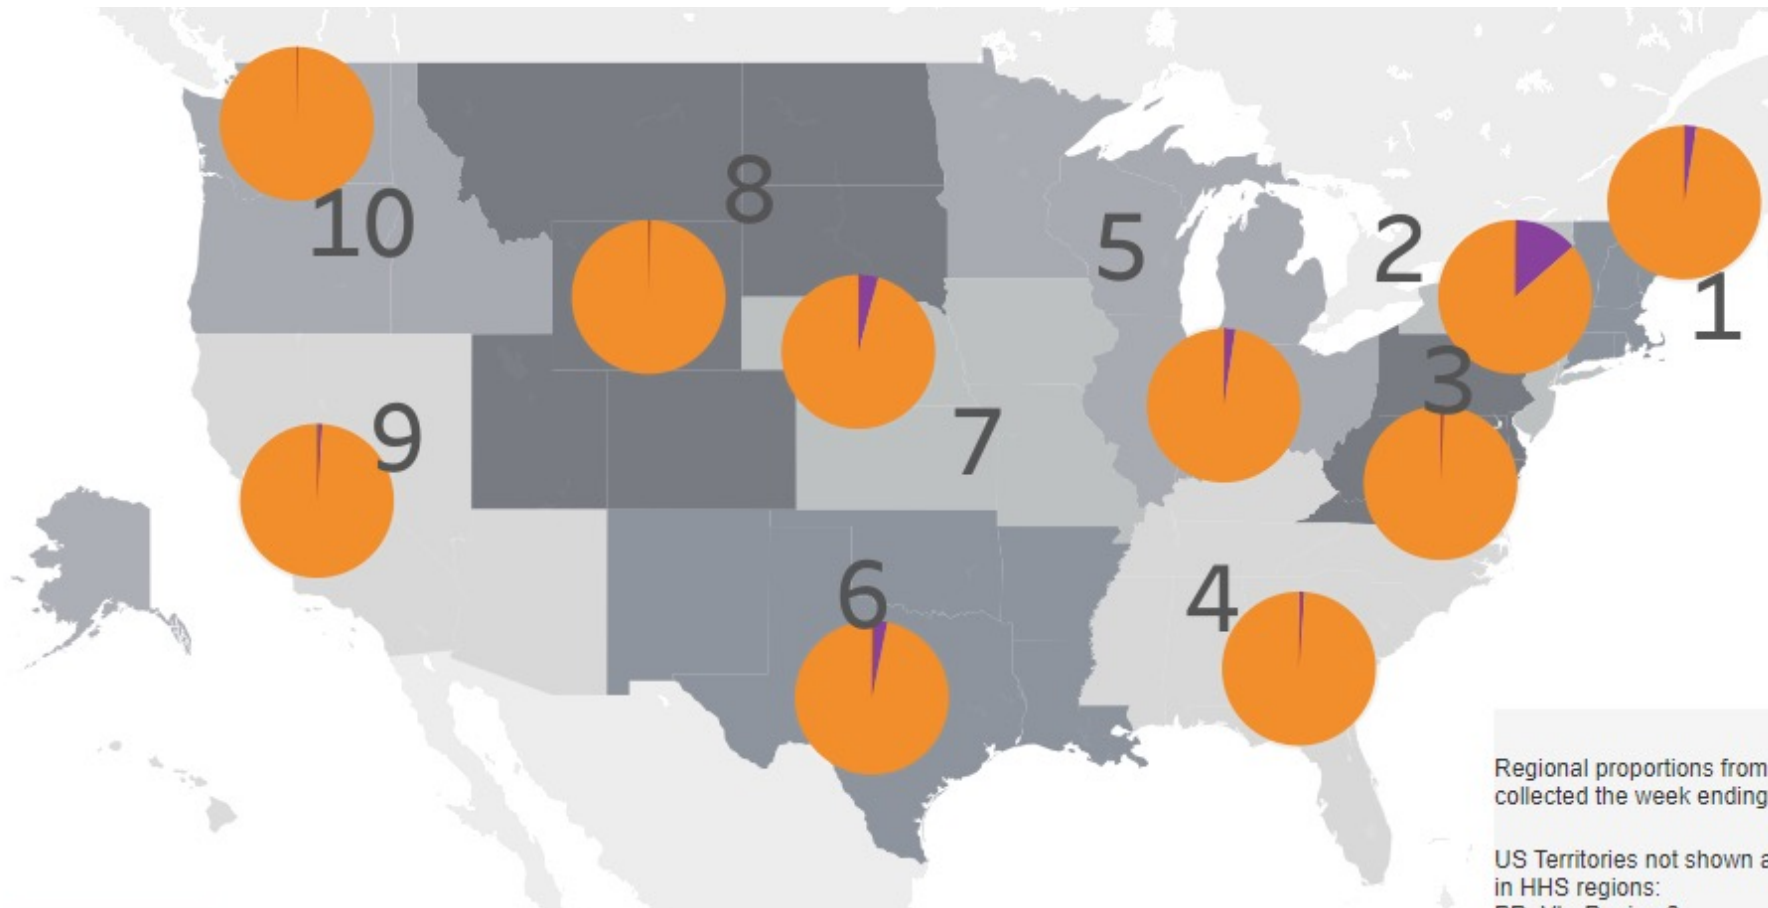 10
8
5
2
1
9
7
3
6
4
Regional proportions from
collected the week ending
US Territories not shown a
in HHS regions: